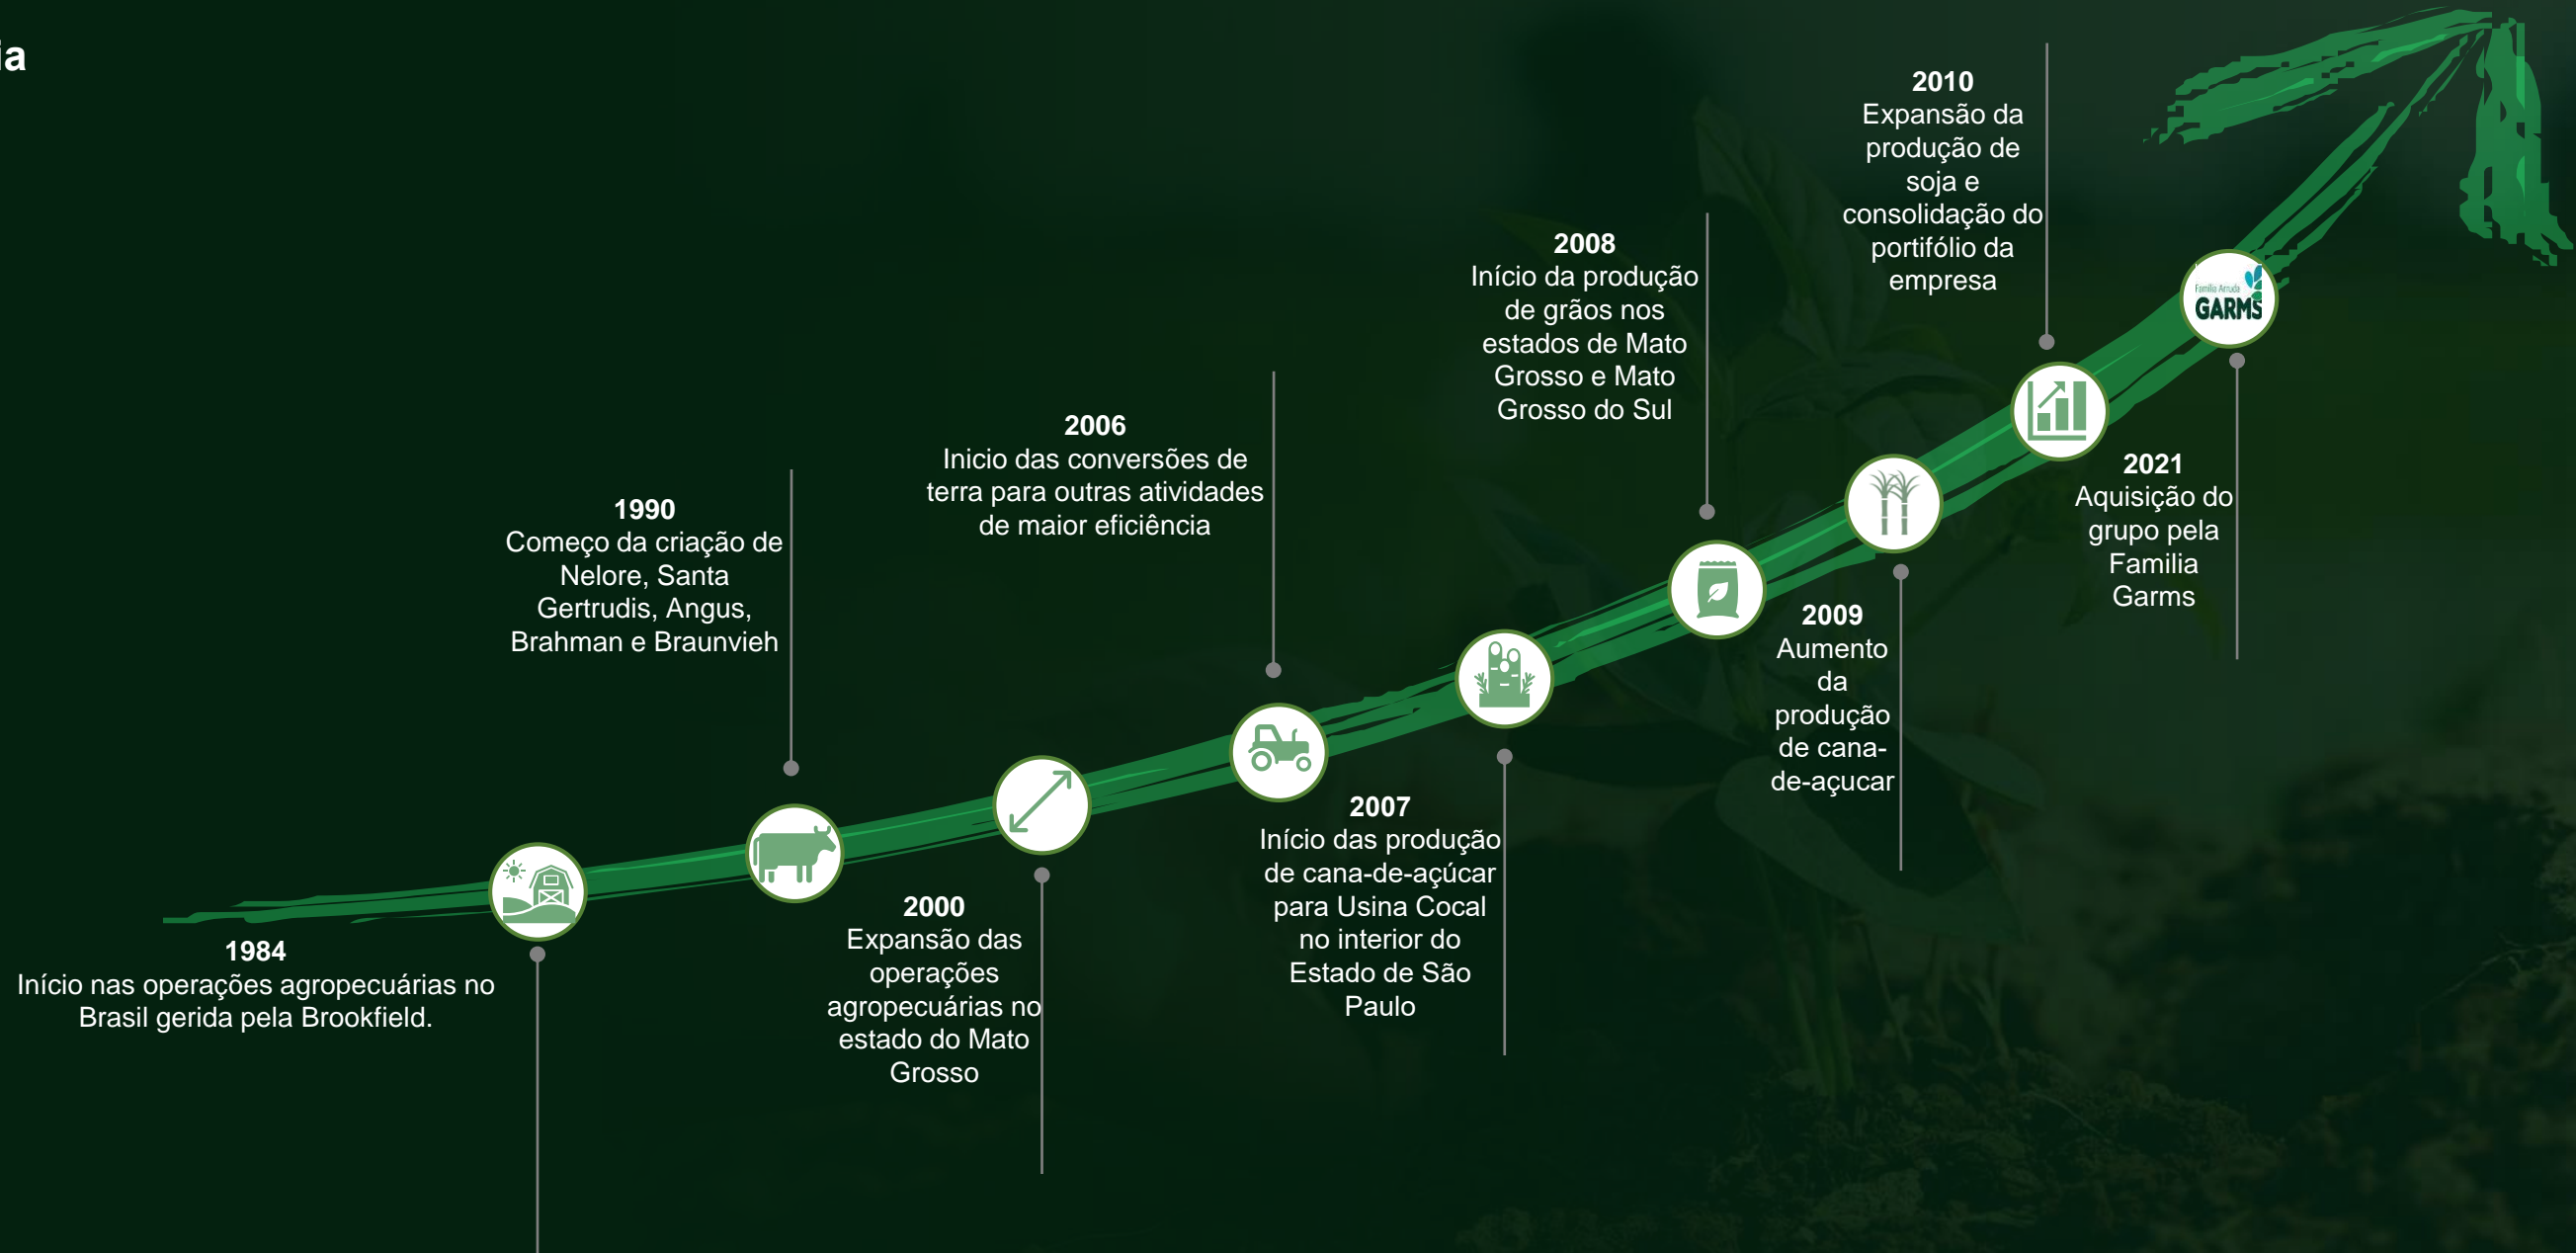 ia
1984
Início nas operações agropecuárias no
Brasil gerida pela Brookfield.
1990
Começo da criação de
Nelore, Santa
Gertrudis, Angus,
Brahman e Braunvieh
2000
Expansão das
operações
agropecuárias no
estado do Mato
Grosso
2006
Inicio das conversões de
terra para outras atividades
de maior eficiência
2007
Início das produção
de cana-de-açúcar
para Usina Cocal
no interior do
Estado de São
Paulo
2008
Início da produção
de grãos nos
estados de Mato
Grosso e Mato
Grosso do Sul
2009
Aumento
da
produção
de cana-
de-açucar
2010
Expansão da
produção de
soja e
consolidação do
portifólio da
empresa
Família Arruda
GARMS
2021
Aquisição do
grupo pela
Familia
Garms